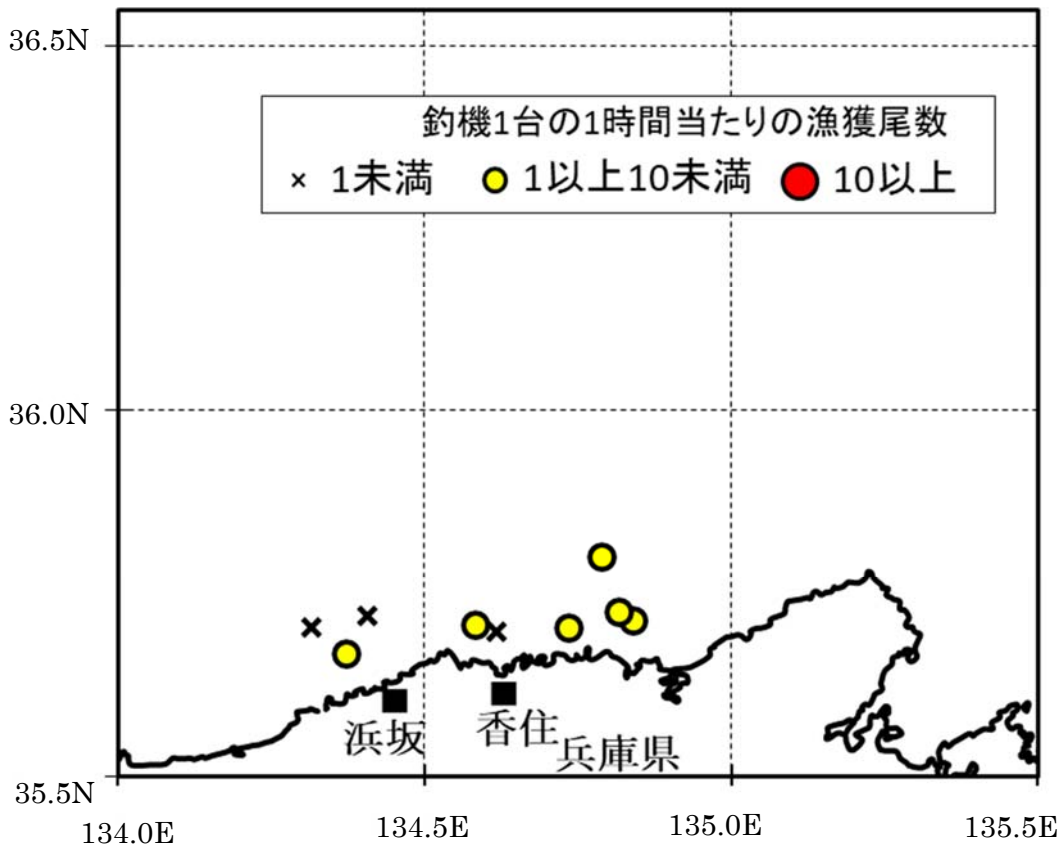 36.5N
釣機1台の1時間当たりの漁獲尾数
× 1未満 1以上10未満 10以上
36.0N
浜坂
香住
兵庫県
35.5N
134.0E 134.5E 135.0E 135.5E